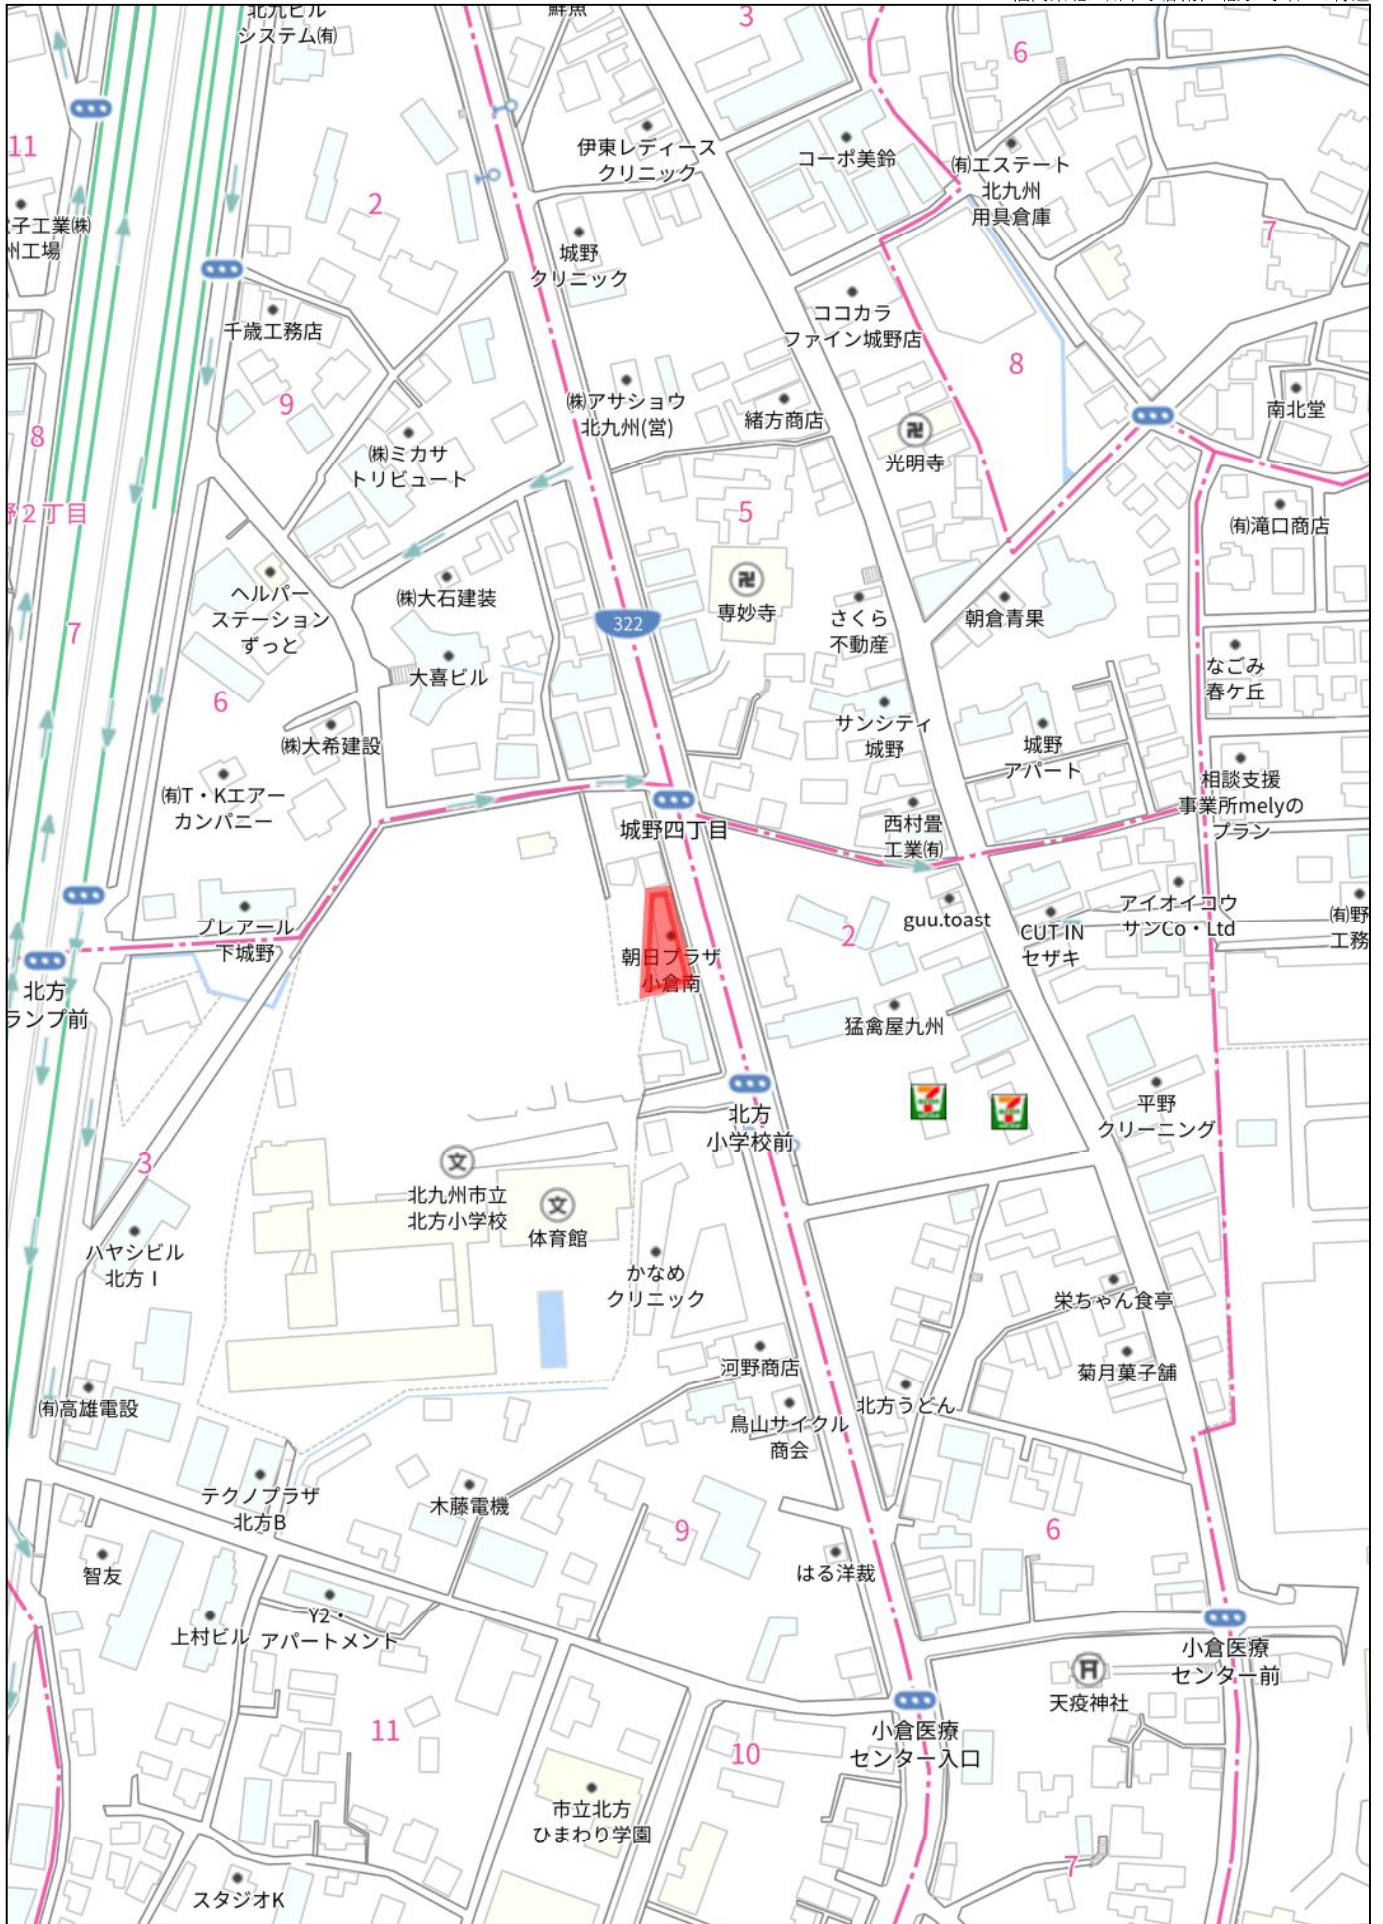 北九ビル
システム㈲
鮮魚
3
6
伊東レディース
クリニック
コーポ美鈴
㈲エステート
北九州
用具倉庫
11
子工業㈱
州工場
2
7
城野
クリニック
千歳工務店
ココカラ
ファイン城野店
8
9
㈱アサショウ
北九州(営)
緒方商店
南北堂
8
㈱ミカサ
トリビュート
光明寺
野2丁目
5
㈲滝口商店
ヘルパー
ステーション
ずっと
㈱大石建装
専妙寺
さくら
不動産
朝倉青果
322
7
大喜ビル
なごみ
春ケ丘
6
㈱大希建設
サンシティ
城野
城野
アパート
㈲T・Kエアー
カンパニー
相談支援
事業所melyの
プラン
城野四丁目
西村畳
工業㈲
プレアール
下城野
朝日プラザ
小倉南
2
guu.toast
CUT IN
セザキ
アイオイコウ
サンCo・Ltd
㈲野
工務
北方
ランプ前
猛禽屋九州
北方
小学校前
平野
クリーニング
3
文
北九州市立
北方小学校
文
体育館
ハヤシビル
北方Ⅰ
かなめ
クリニック
栄ちゃん食亭
河野商店
菊月菓子舗
㈲高雄電設
鳥山サイクル
商会
北方うどん
テクノプラザ
北方B
木藤電機
9
6
智友
はる洋裁
Y2・
アパートメント
上村ビル
小倉医療
センター前
天疫神社
11
小倉医療
センター入口
10
市立北方
ひまわり学園
7
スタジオK